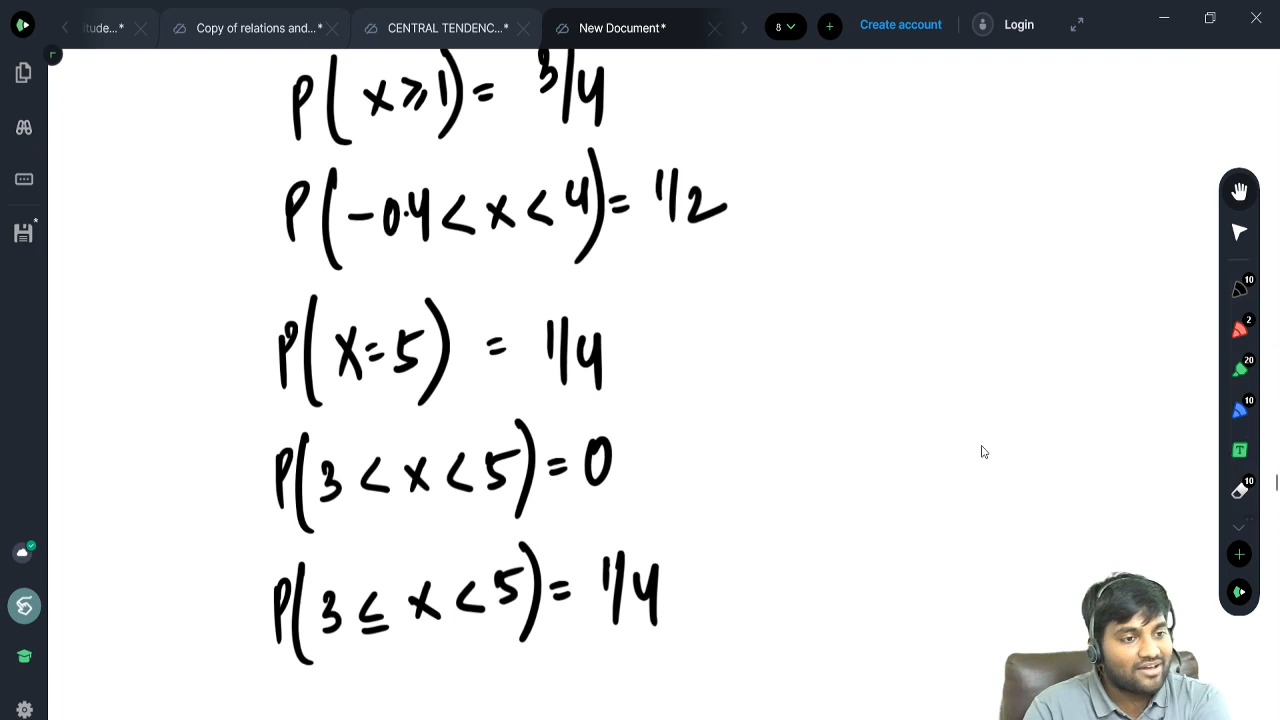 itude...*
Copy of relations and...*
CENTRAL TENDENC...*
New Document*
8
Create account
Login
P(x≥1)= 3/4
P(-0.4<x<4)= 1/2
P(X=5) = 1/4
P(3<x<5)=0
P(3≤x<5)= 1/4
10
2
20
10
T
10